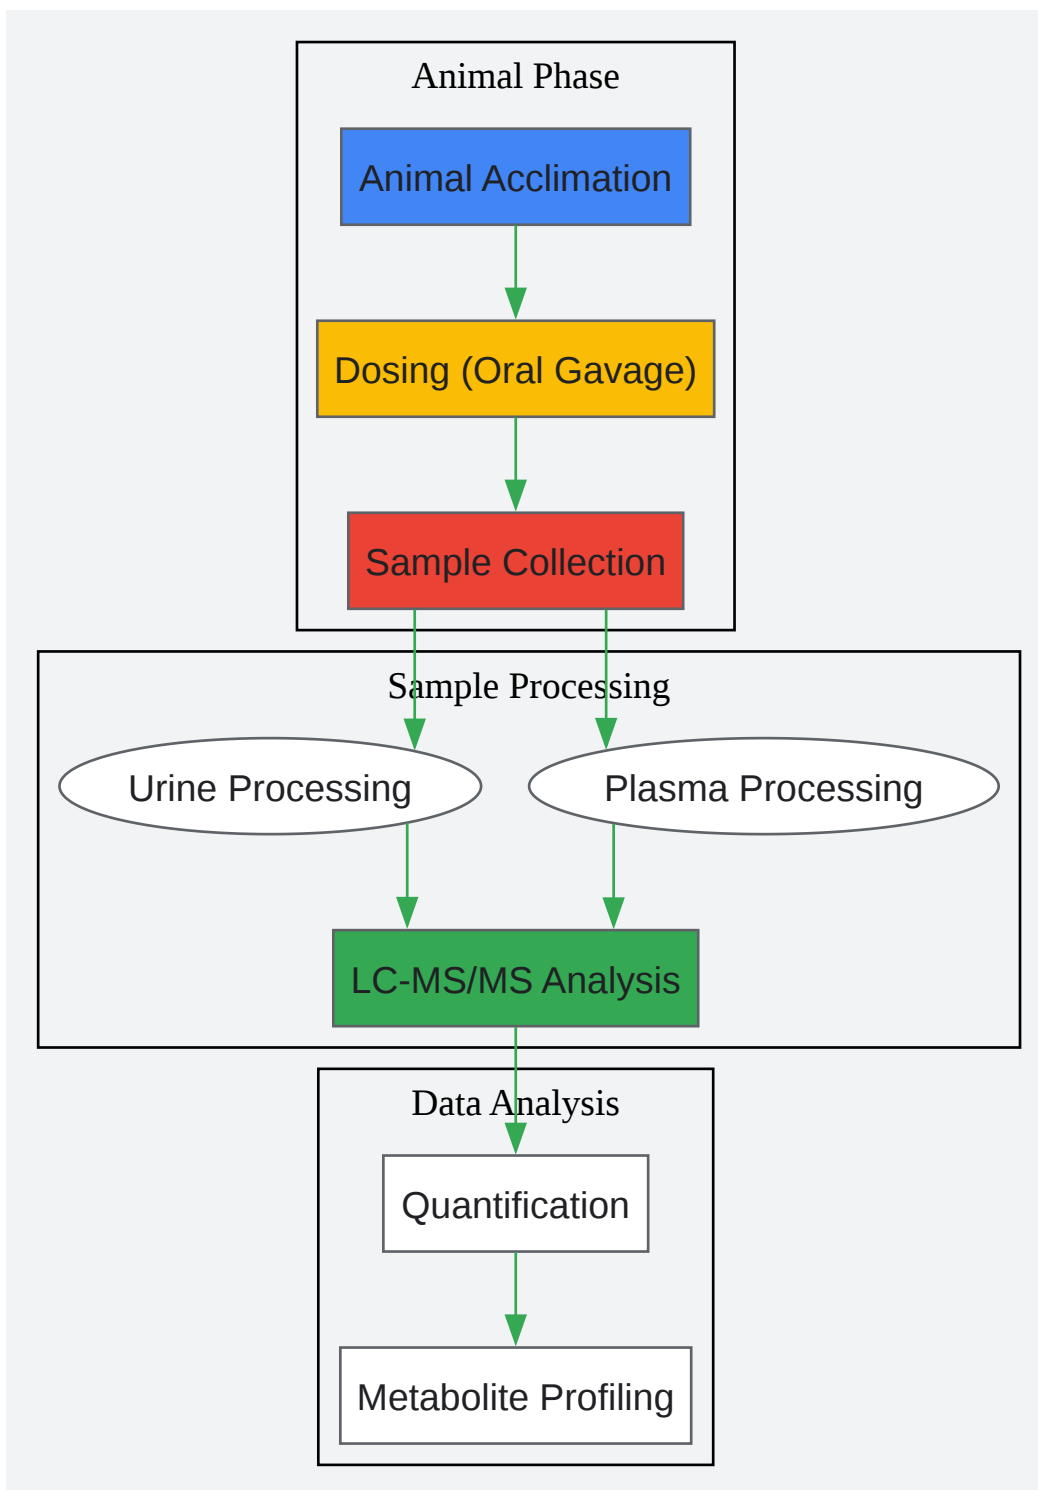 Animal Phase
Animal Acclimation
Dosing (Oral Gavage)
Sample Collection
Sample Processing
Urine Processing
Plasma Processing
LC-MS/MS Analysis
Data Analysis
Quantification
Metabolite Profiling